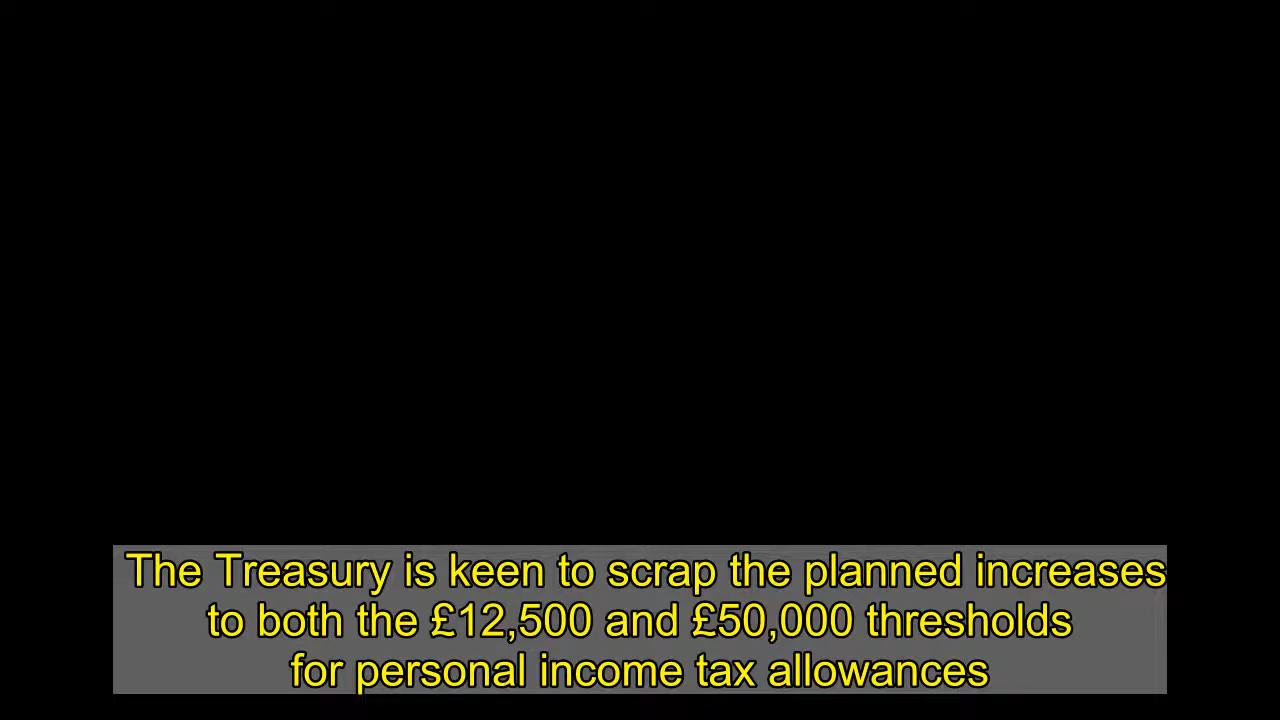 The Treasury is keen to scrap the planned increases
to both the £12,500 and £50,000 thresholds
for personal income tax allowances